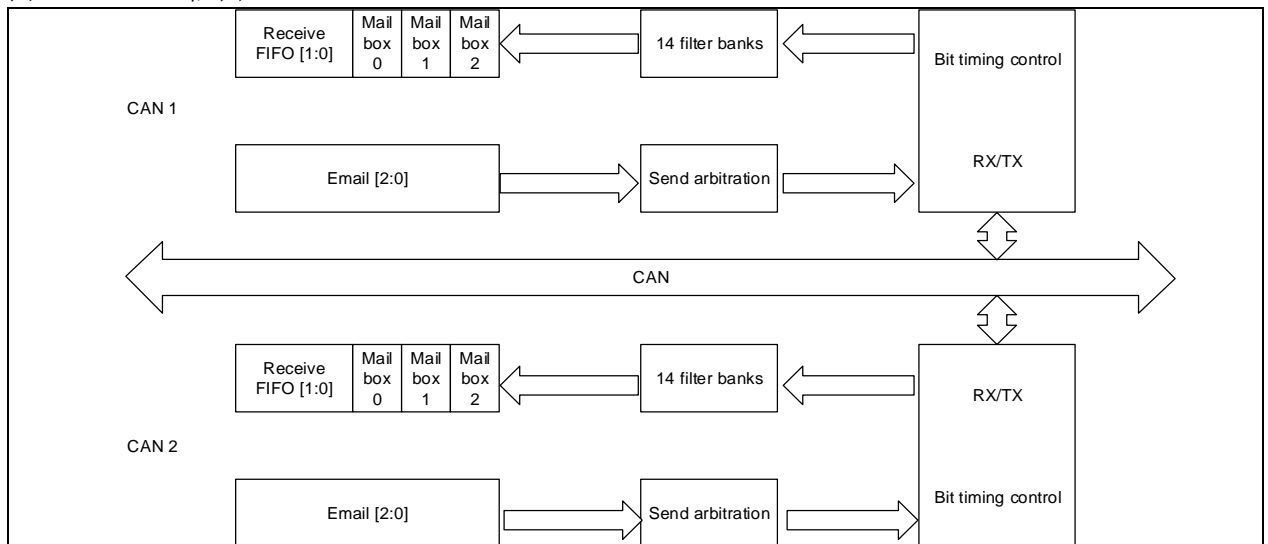 Receive
FIFO [1:0]
Mail
box
0
Mail
box
1
Mail
box
2
14 filter banks
Bit timing control
CAN 1
RX/TX
Email [2:0]
Send arbitration
CAN
Receive
FIFO [1:0]
Mail
box
0
Mail
box
1
Mail
box
2
14 filter banks
RX/TX
CAN 2
Bit timing control
Email [2:0]
Send arbitration